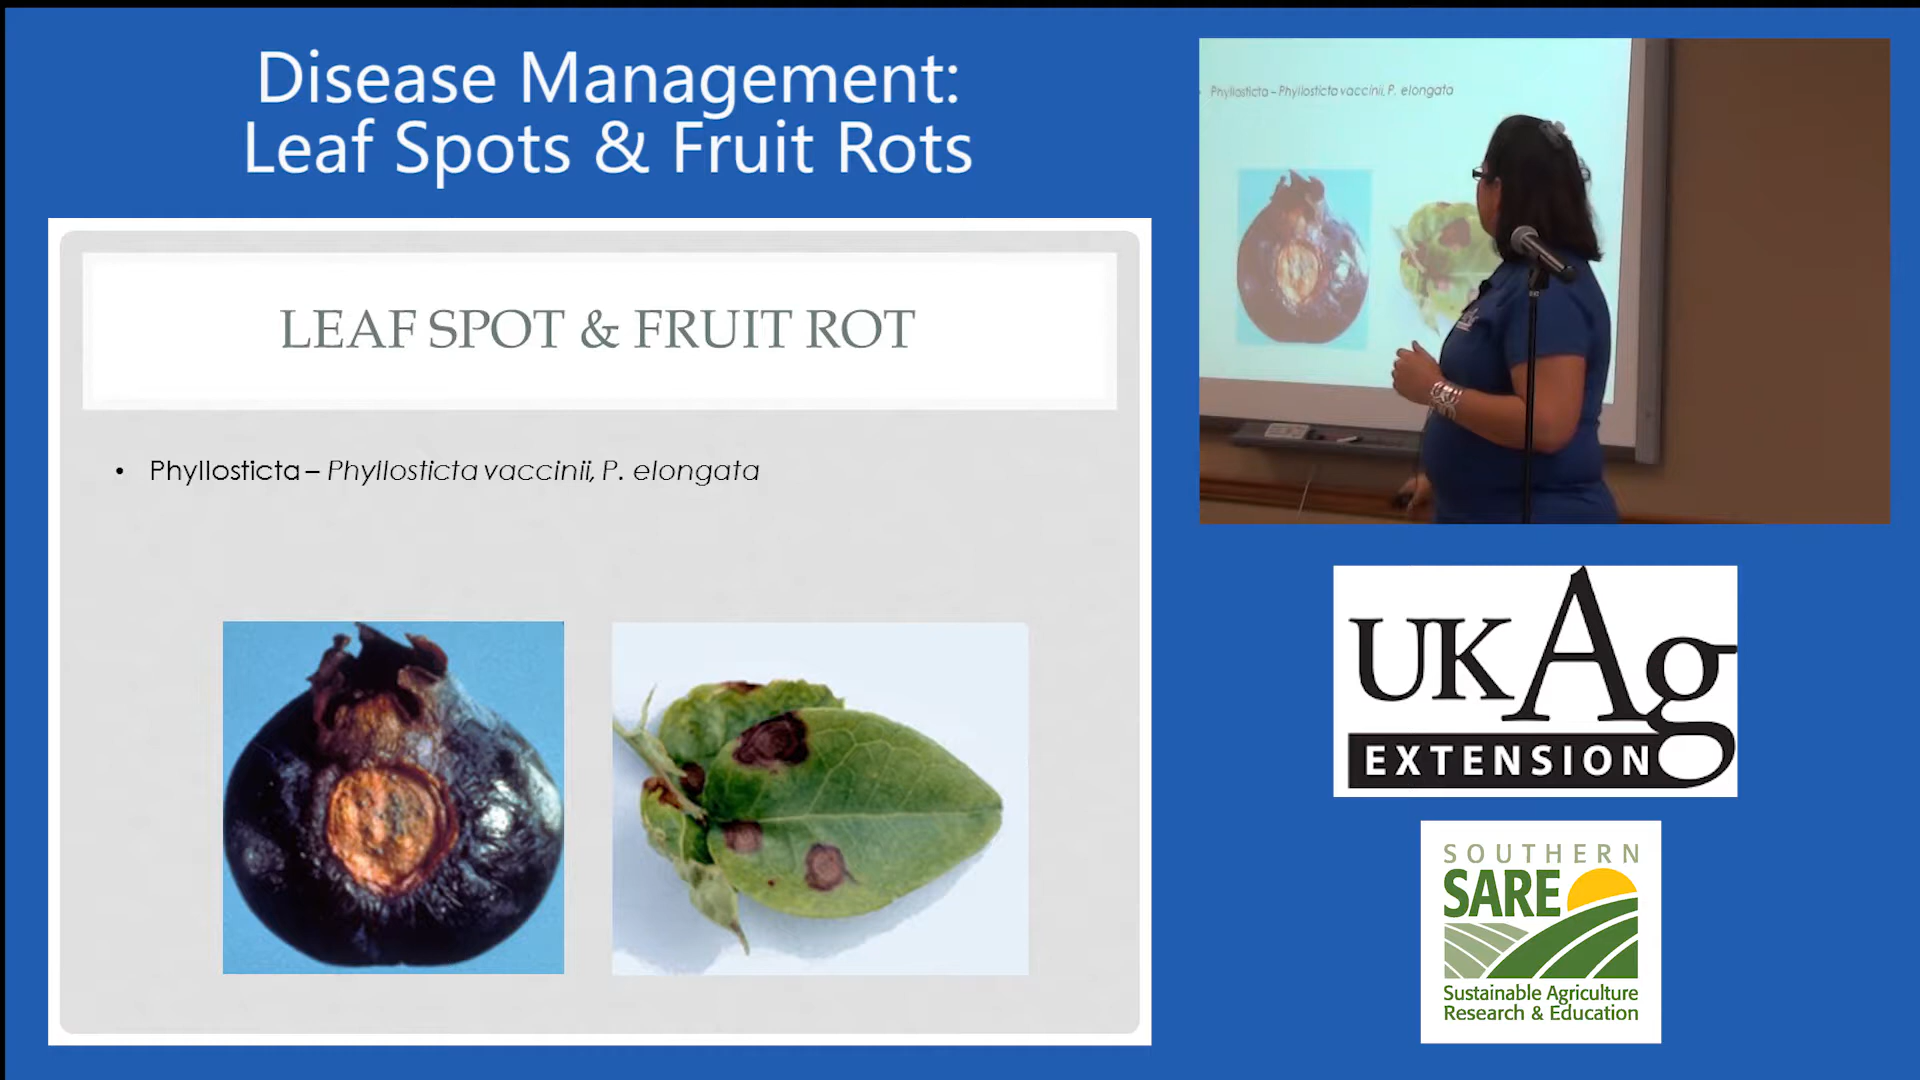 Disease Management:
Leaf Spots & Fruit Rots
LEAF SPOT & FRUIT ROT
• Phyllosticta – Phyllosticta vaccinii, P. elongata
Phyllosticta – Phyllosticta vaccinii, P. elongata
UKAg
EXTENSION
SOUTHERN
SARE
Sustainable Agriculture
Research & Education